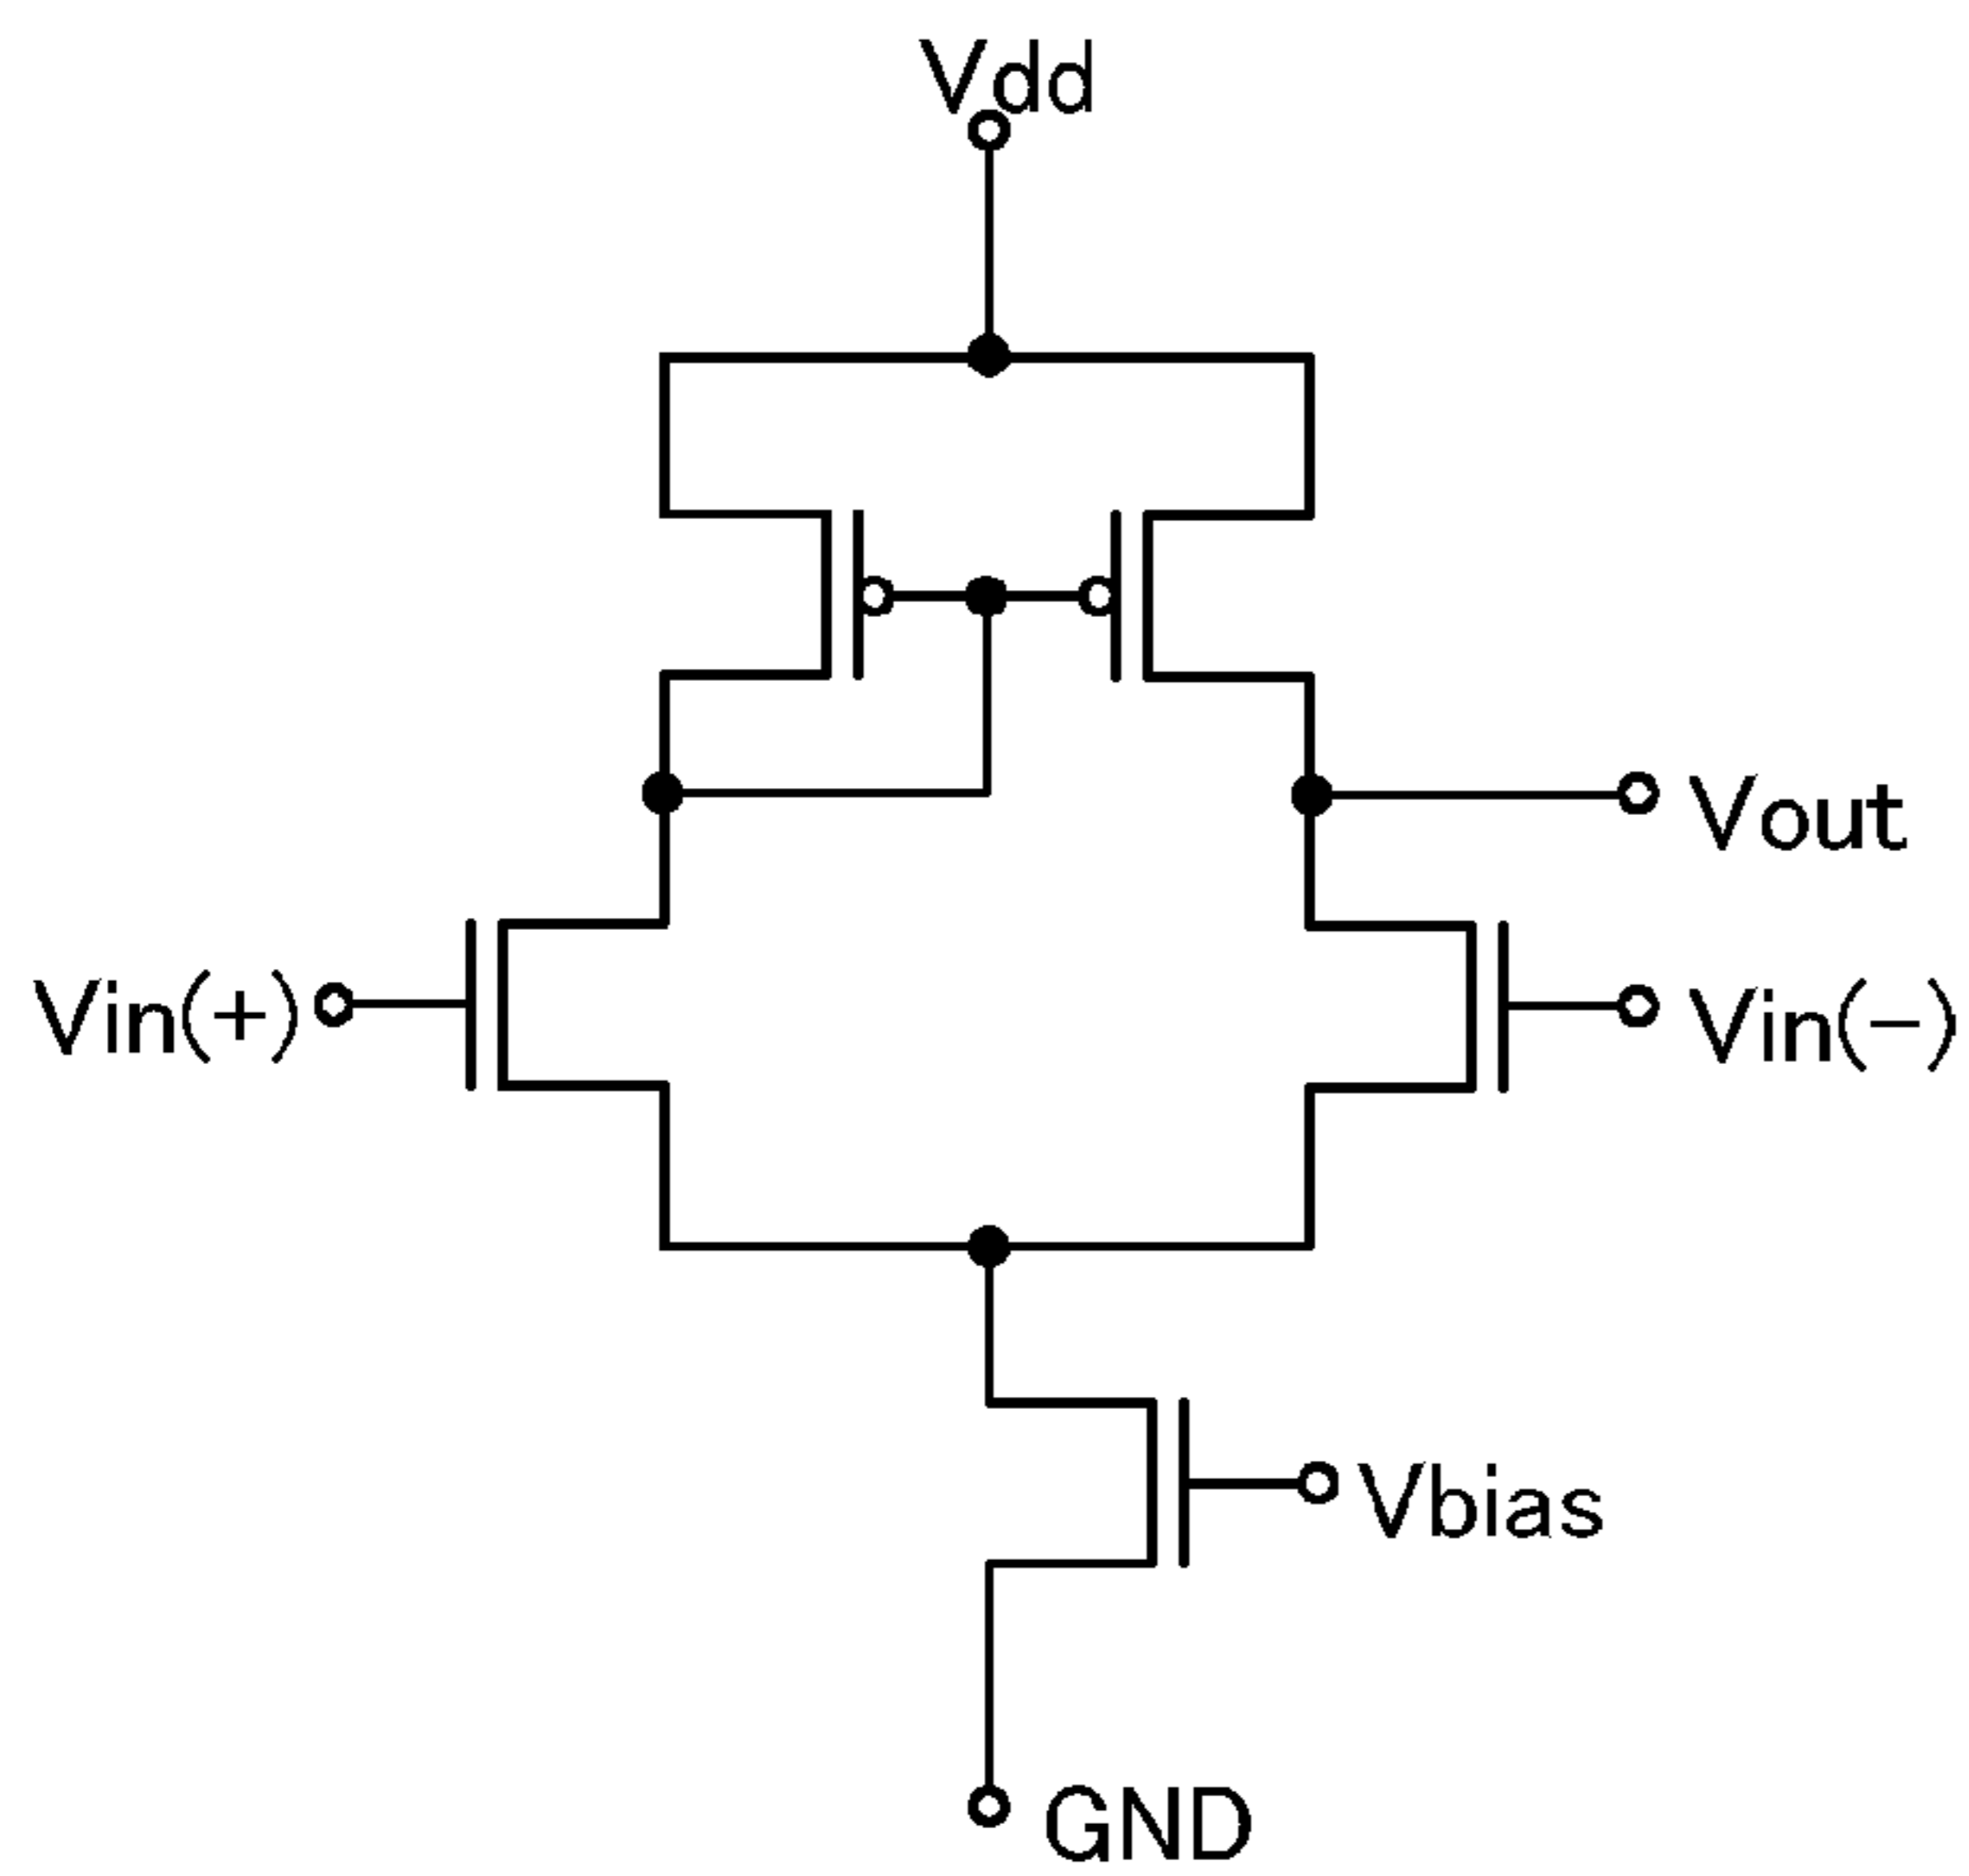 Vdd
Vout
Vin(+)
Vin(−)
Vbias
GND